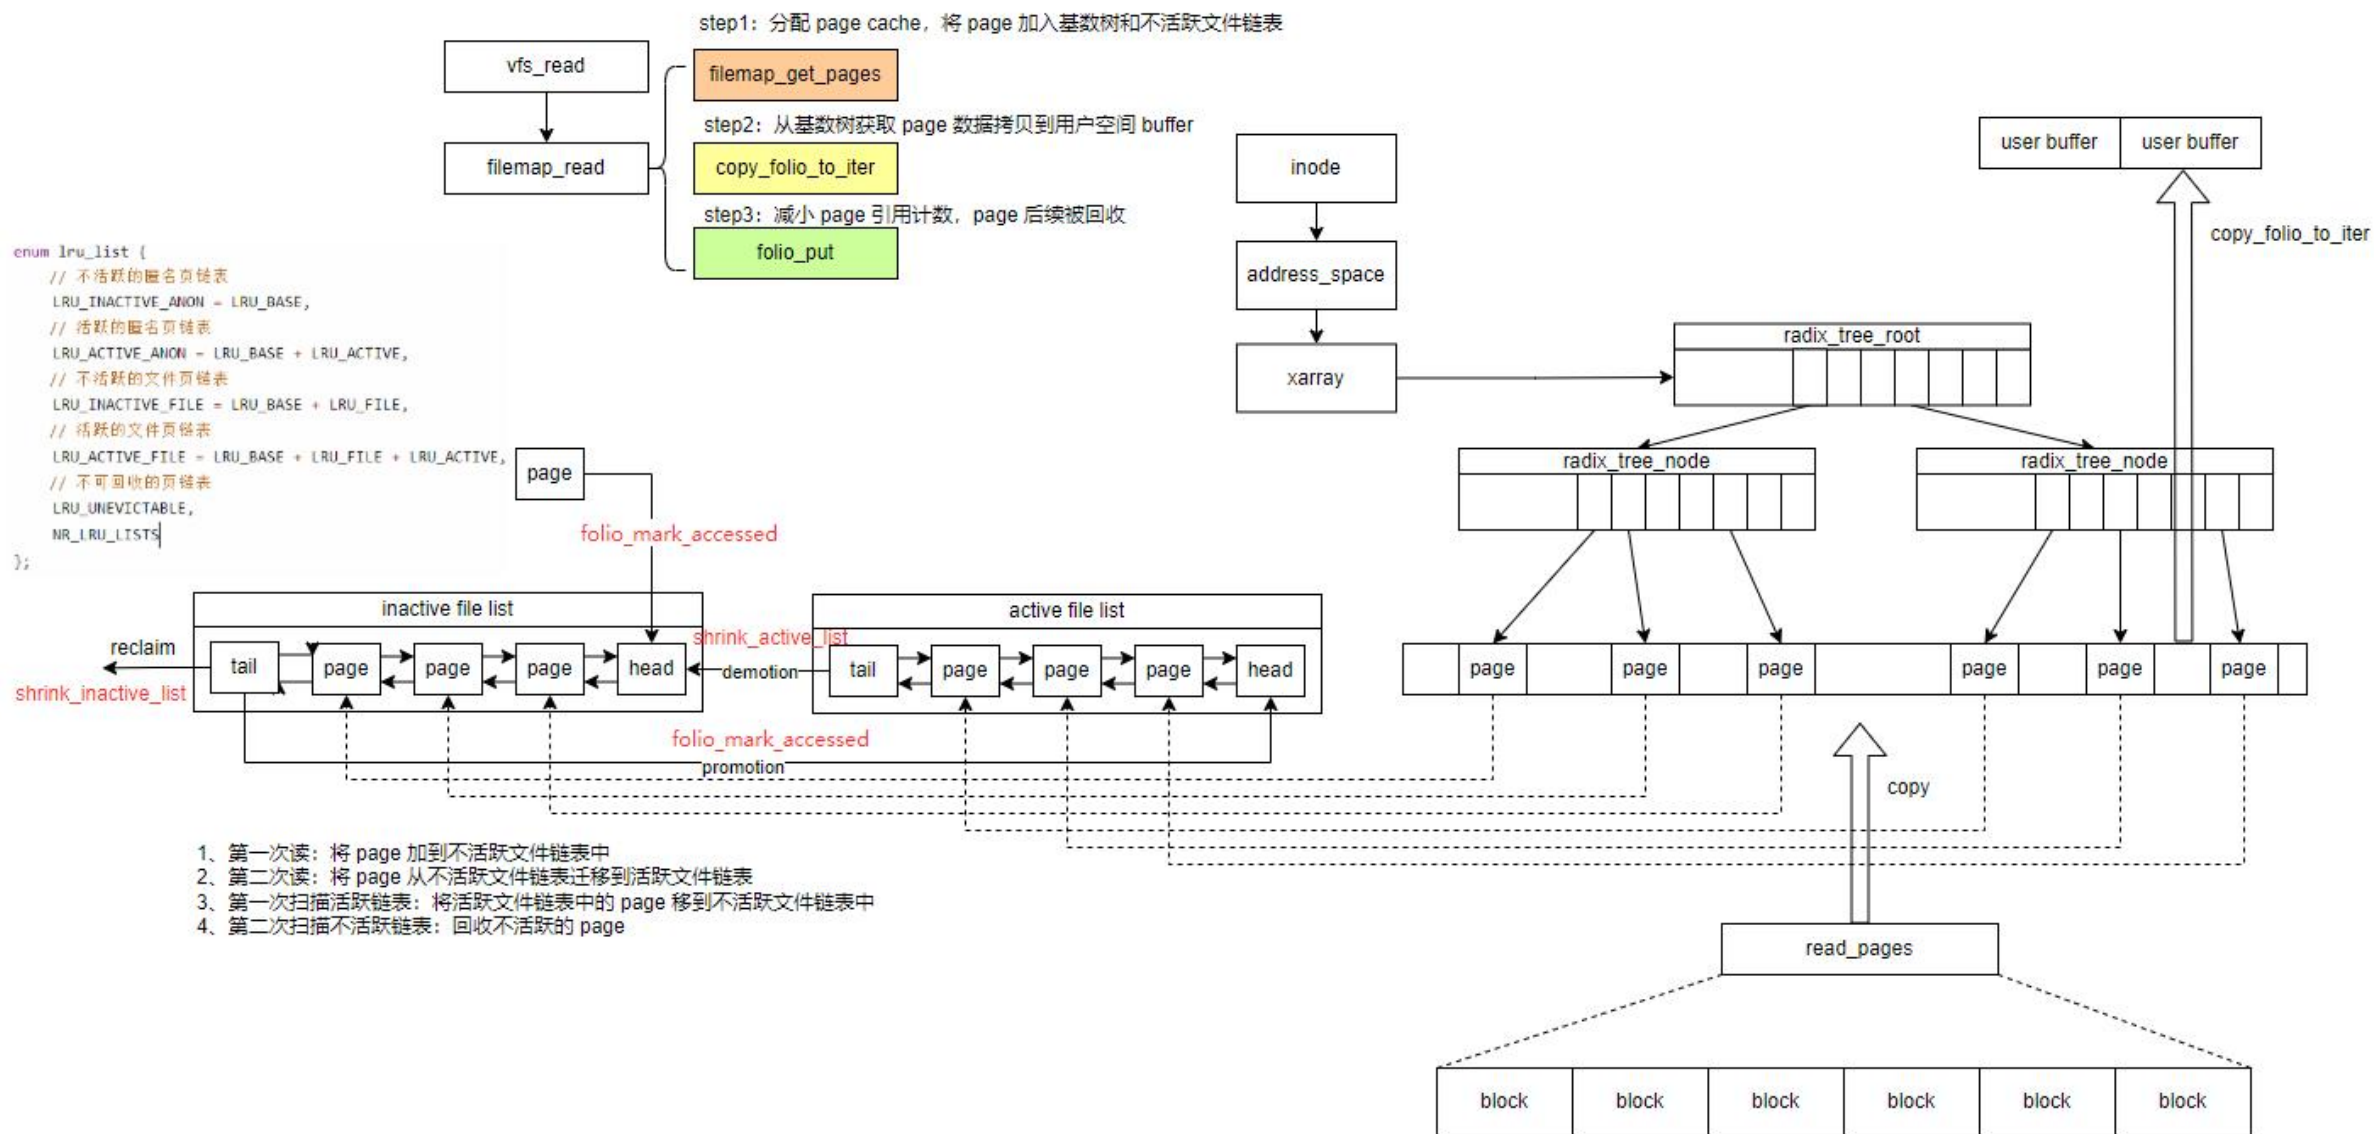 step1：分配 page cache，将 page 加入基数树和不活跃文件链表
vfs_read
filemap_get_pages
step2：从基数树获取 page 数据拷贝到用户空间 buffer
filemap_read
copy_folio_to_iter
step3：减小 page 引用计数，page 后续被回收
folio_put
inode
address_space
xarray
user buffer
user buffer
copy_folio_to_iter
radix_tree_root
radix_tree_node
radix_tree_node
enum lru_list {
// 不活跃的匿名页链表
LRU_INACTIVE_ANON = LRU_BASE,
// 活跃的匿名页链表
LRU_ACTIVE_ANON = LRU_BASE + LRU_ACTIVE,
// 不活跃的文件页链表
LRU_INACTIVE_FILE = LRU_BASE + LRU_FILE,
// 活跃的文件页链表
LRU_ACTIVE_FILE = LRU_BASE + LRU_FILE + LRU_ACTIVE,
// 不可回收的页链表
LRU_UNEVICTABLE,
NR_LRU_LISTS
};
page
folio_mark_accessed
inactive file list
reclaim
shrink_inactive_list
tail
page
page
page
head
shrink_active_list
demotion
active file list
tail
page
page
page
head
folio_mark_accessed
promotion
page
page
page
page
page
page
copy
1、第一次读：将 page 加到不活跃文件链表中
2、第二次读：将 page 从不活跃文件链表迁移到活跃文件链表
3、第一次扫描活跃链表：将活跃文件链表中的 page 移到不活跃文件链表中
4、第二次扫描不活跃链表：回收不活跃的 page
read_pages
block
block
block
block
block
block